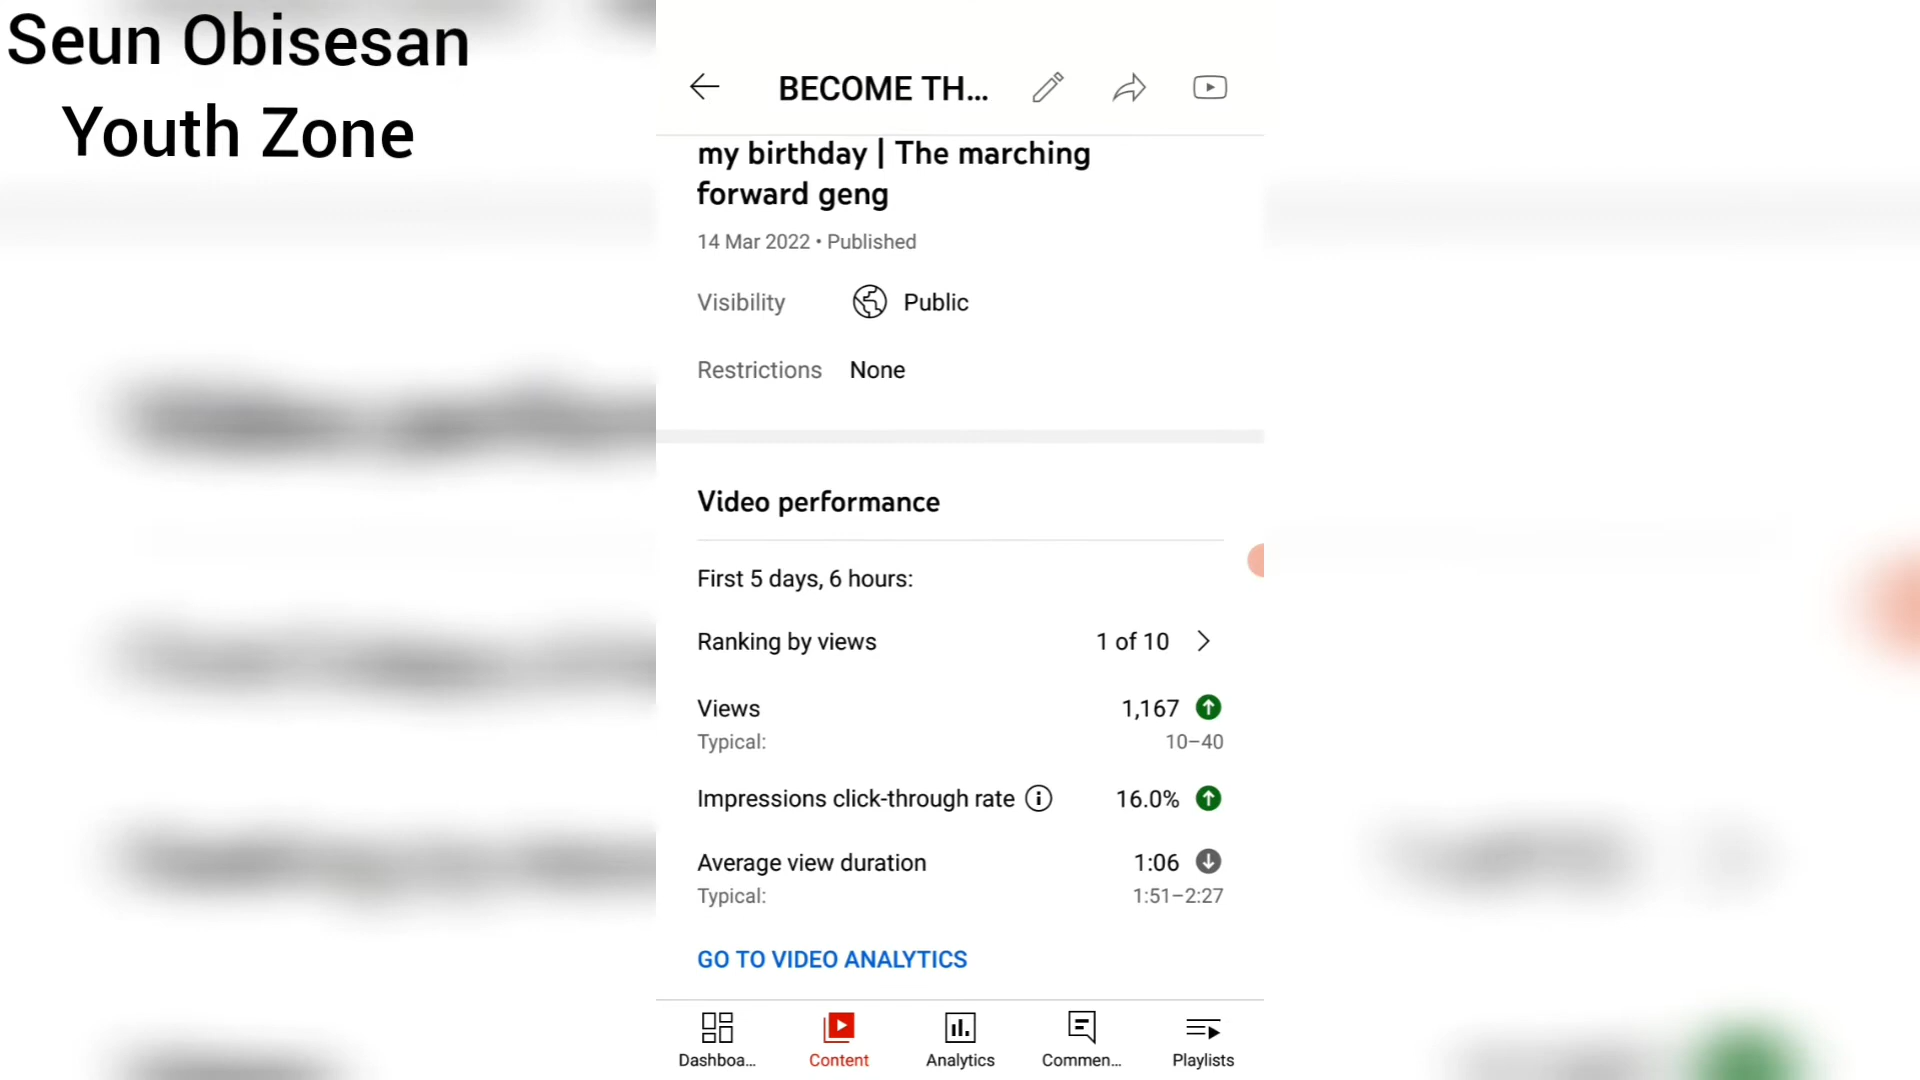 Seun Obisesan
Youth Zone
BECOME TH...
my birthday | The marching
forward geng
14 Mar 2022 • Published
Visibility Public
Restrictions None
Video performance
First 5 days, 6 hours:
Ranking by views 1 of 10
Views 1,167
Typical: 10–40
Impressions click-through rate 16.0%
Average view duration 1:06
Typical: 1:51–2:27
GO TO VIDEO ANALYTICS
Dashboa... Content Analytics Commen... Playlists